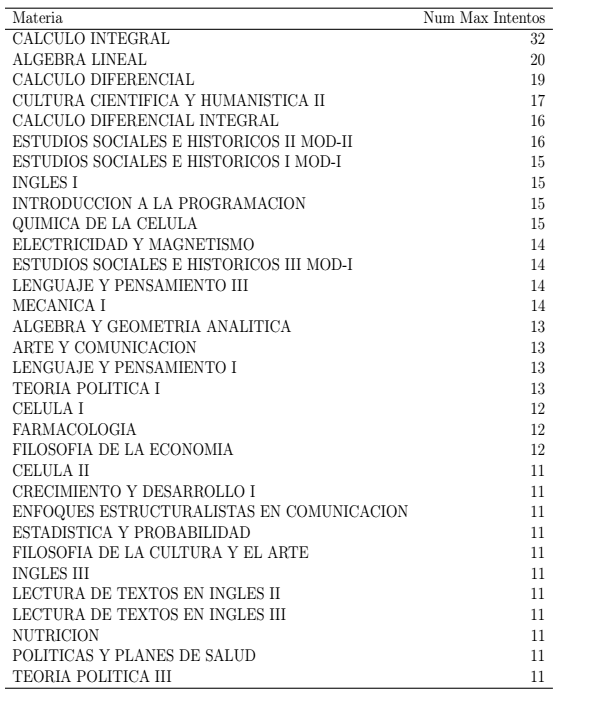 Materia Num Max Intentos
CALCULO INTEGRAL 32
ALGEBRA LINEAL 20
CALCULO DIFERENCIAL 19
CULTURA CIENTIFICA Y HUMANISTICA II 17
CALCULO DIFERENCIAL INTEGRAL 16
ESTUDIOS SOCIALES E HISTORICOS II MOD-II 16
ESTUDIOS SOCIALES E HISTORICOS I MOD-I 15
INGLES I 15
INTRODUCCION A LA PROGRAMACION 15
QUIMICA DE LA CELULA 15
ELECTRICIDAD Y MAGNETISMO 14
ESTUDIOS SOCIALES E HISTORICOS III MOD-I 14
LENGUAJE Y PENSAMIENTO III 14
MECANICA I 14
ALGEBRA Y GEOMETRIA ANALITICA 13
ARTE Y COMUNICACION 13
LENGUAJE Y PENSAMIENTO I 13
TEORIA POLITICA I 13
CELULA I 12
FARMACOLOGIA 12
FILOSOFIA DE LA ECONOMIA 12
CELULA II 11
CRECIMIENTO Y DESARROLLO I 11
ENFOQUES ESTRUCTURALISTAS EN COMUNICACION 11
ESTADISTICA Y PROBABILIDAD 11
FILOSOFIA DE LA CULTURA Y EL ARTE 11
INGLES III 11
LECTURA DE TEXTOS EN INGLES II 11
LECTURA DE TEXTOS EN INGLES III 11
NUTRICION 11
POLITICAS Y PLANES DE SALUD 11
TEORIA POLITICA III 11